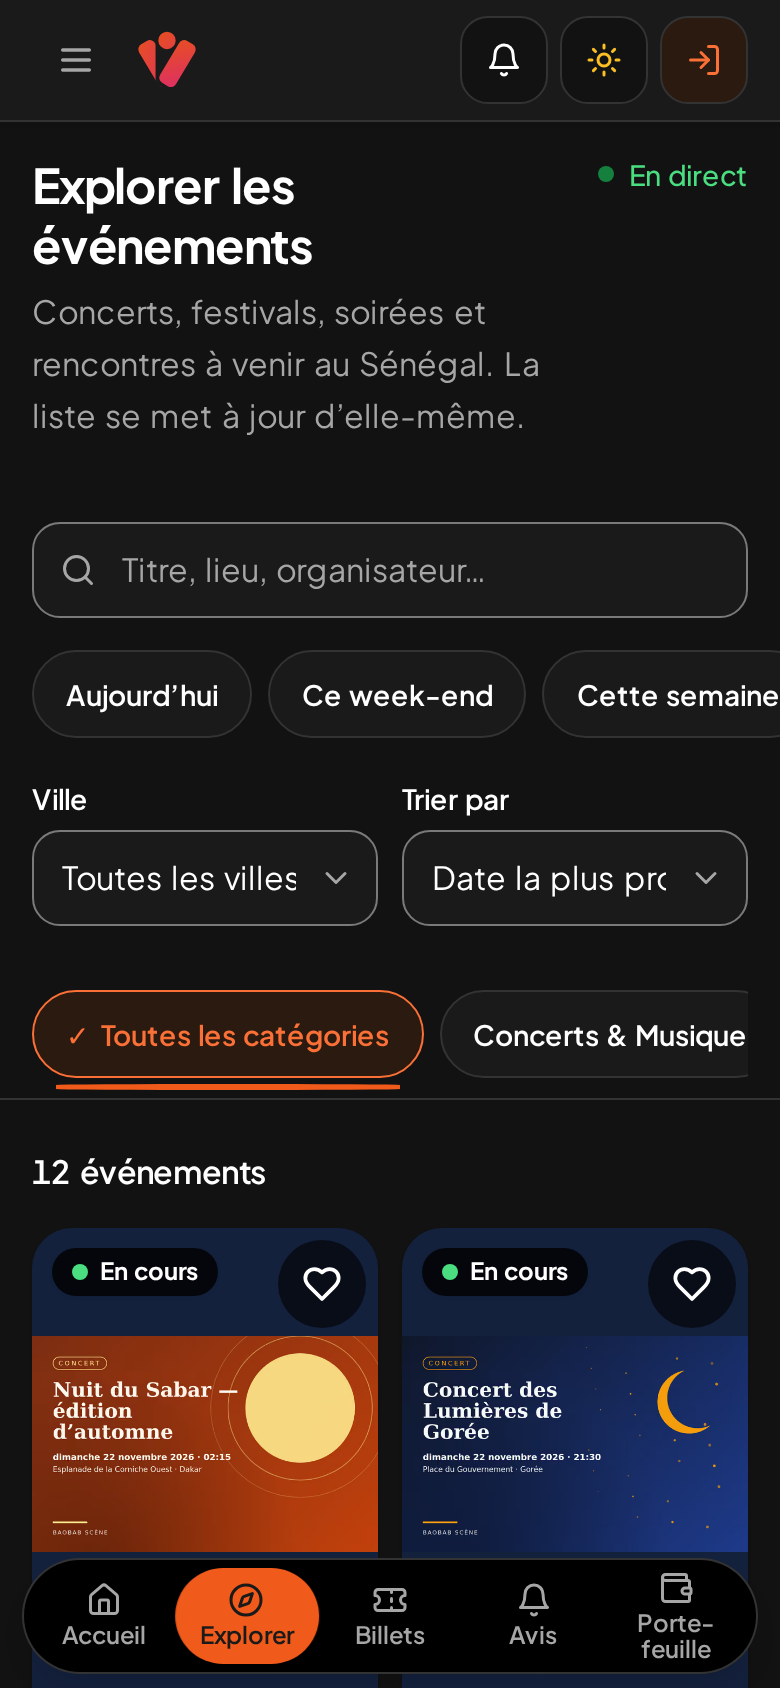 Explorer les
événements
En direct
Concerts, festivals, soirées et
rencontres à venir au Sénégal. La
liste se met à jour d’elle-même.
Titre, lieu, organisateur…
Aujourd’hui
Ce week-end
Cette semaine
Ville
Trier par
Toutes les villes
Date la plus pro
✓ Toutes les catégories
Concerts & Musique
12 événements
En cours
En cours
CONCERT
Nuit du Sabar —
édition
d’automne
dimanche 22 novembre 2026 · 02:15
Esplanade de la Corniche Ouest · Dakar
BAOBAB SCÈNE
CONCERT
Concert des
Lumières de
Gorée
dimanche 22 novembre 2026 · 21:30
Place du Gouvernement · Gorée
BAOBAB SCÈNE
Accueil
Explorer
Billets
Avis
Porte-
feuille